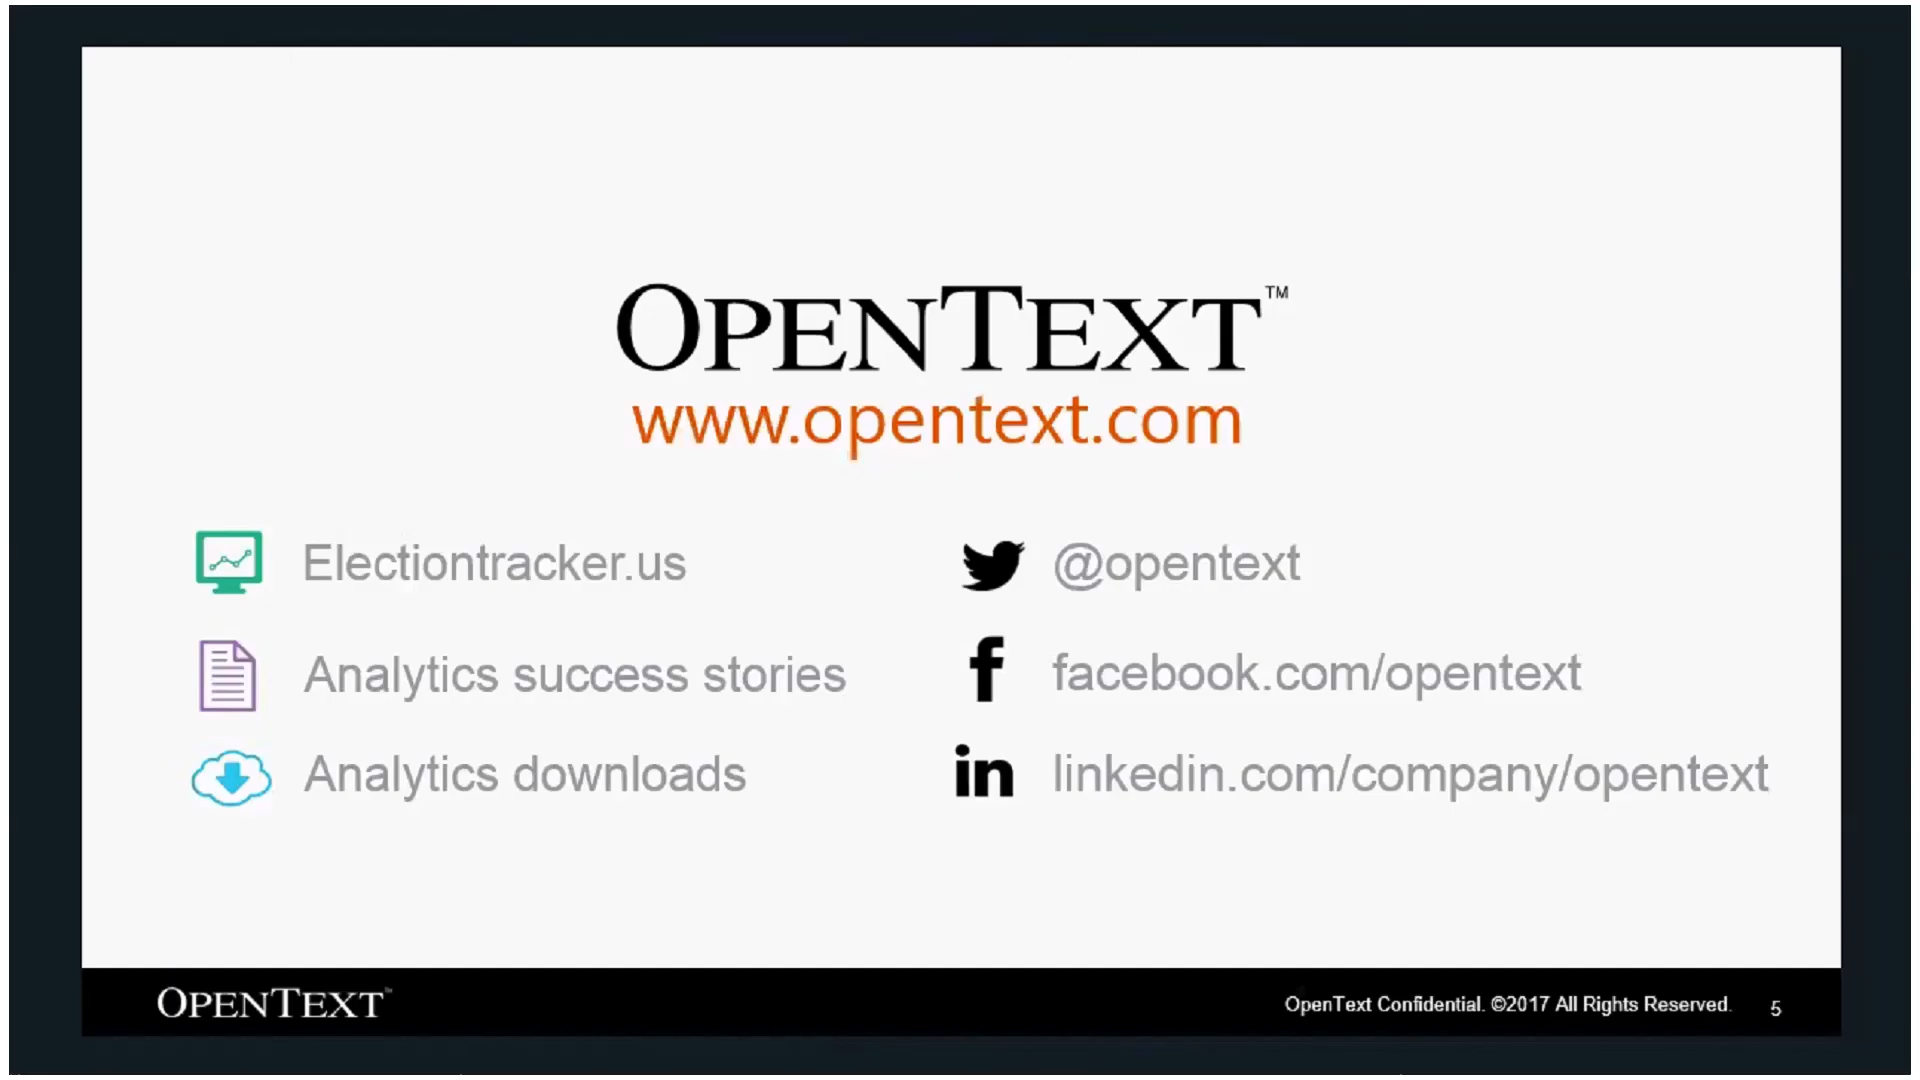 OPENTEXT™
www.opentext.com
Electiontracker.us
Analytics success stories
Analytics downloads
@opentext
facebook.com/opentext
linkedin.com/company/opentext
OPENTEXT™
OpenText Confidential. ©2017 All Rights Reserved. 5